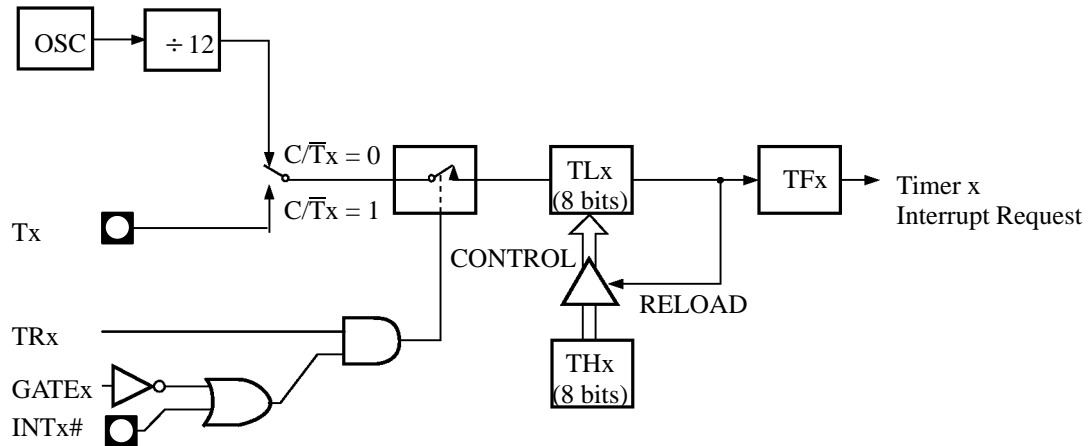 OSC
÷ 12
C/T̅x = 0
C/T̅x = 1
Tx
TLx
(8 bits)
TFx
Timer x
Interrupt Request
CONTROL
RELOAD
TRx
THx
(8 bits)
GATEx
INTx#